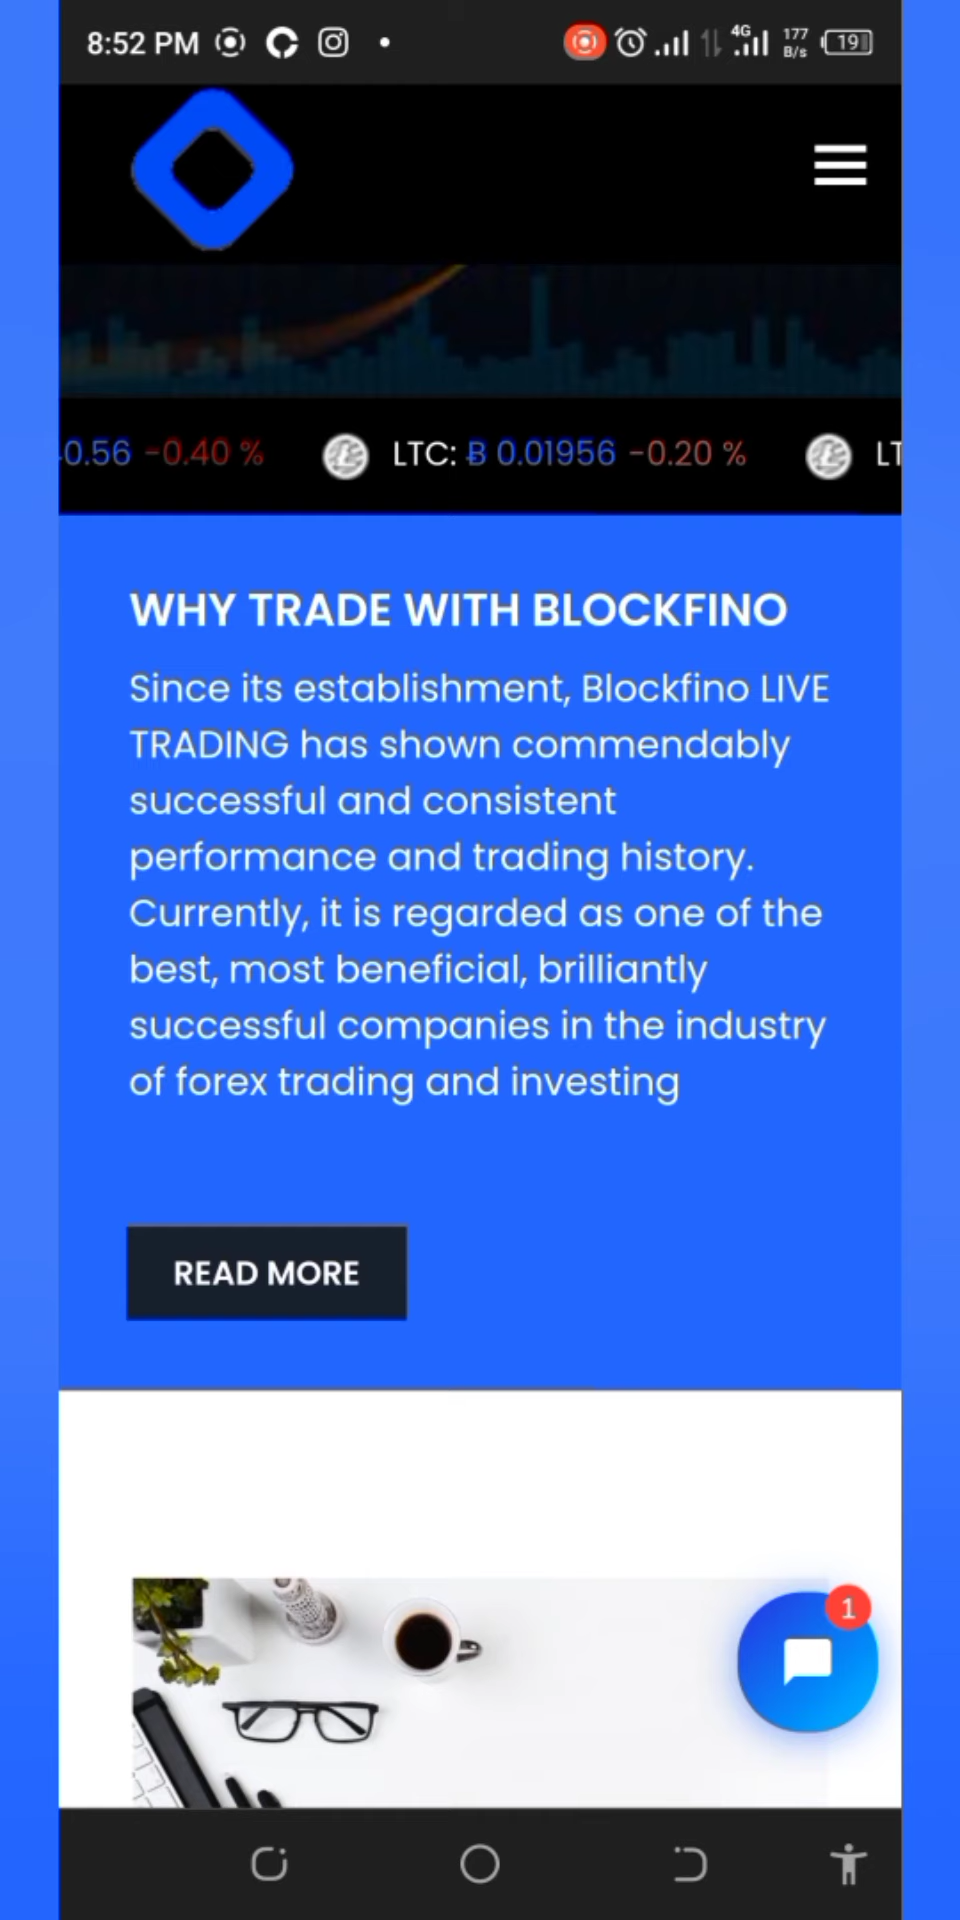 8:52 PM
4G
177
B/s
19
0.56 -0.40 % LTC: Ƀ 0.01956 -0.20 % LT
WHY TRADE WITH BLOCKFINO
Since its establishment, Blockfino LIVE
TRADING has shown commendably
successful and consistent
performance and trading history.
Currently, it is regarded as one of the
best, most beneficial, brilliantly
successful companies in the industry
of forex trading and investing
READ MORE
1